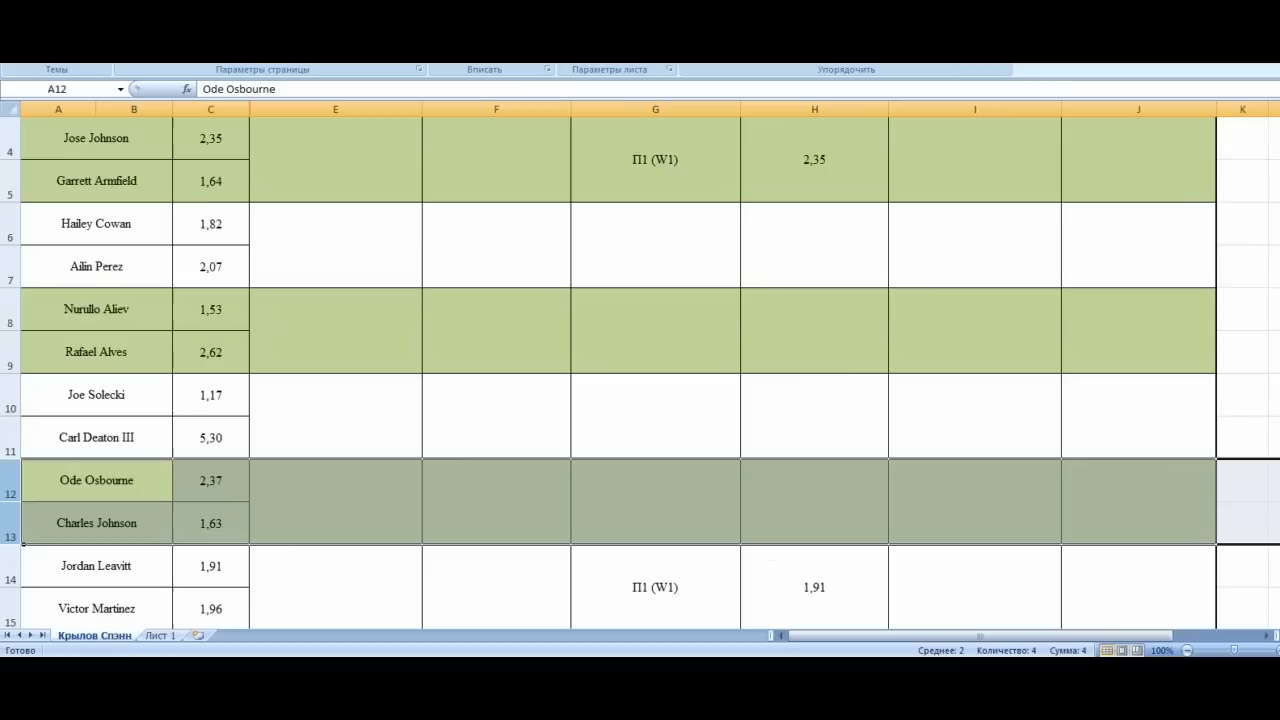 Темы Параметры страницы Вписать Параметры листа Упорядочить
A12 fx Ode Osbourne
A B C E F G H I J K
4 Jose Johnson 2,35 П1 (W1) 2,35
5 Garrett Armfield 1,64
6 Hailey Cowan 1,82
7 Ailin Perez 2,07
8 Nurullo Aliev 1,53
9 Rafael Alves 2,62
10 Joe Solecki 1,17
11 Carl Deaton III 5,30
12 Ode Osbourne 2,37
13 Charles Johnson 1,63
14 Jordan Leavitt 1,91 П1 (W1) 1,91
15 Victor Martinez 1,96
Крылов Спэнн Лист 1
Готово Среднее: 2 Количество: 4 Сумма: 4 100%